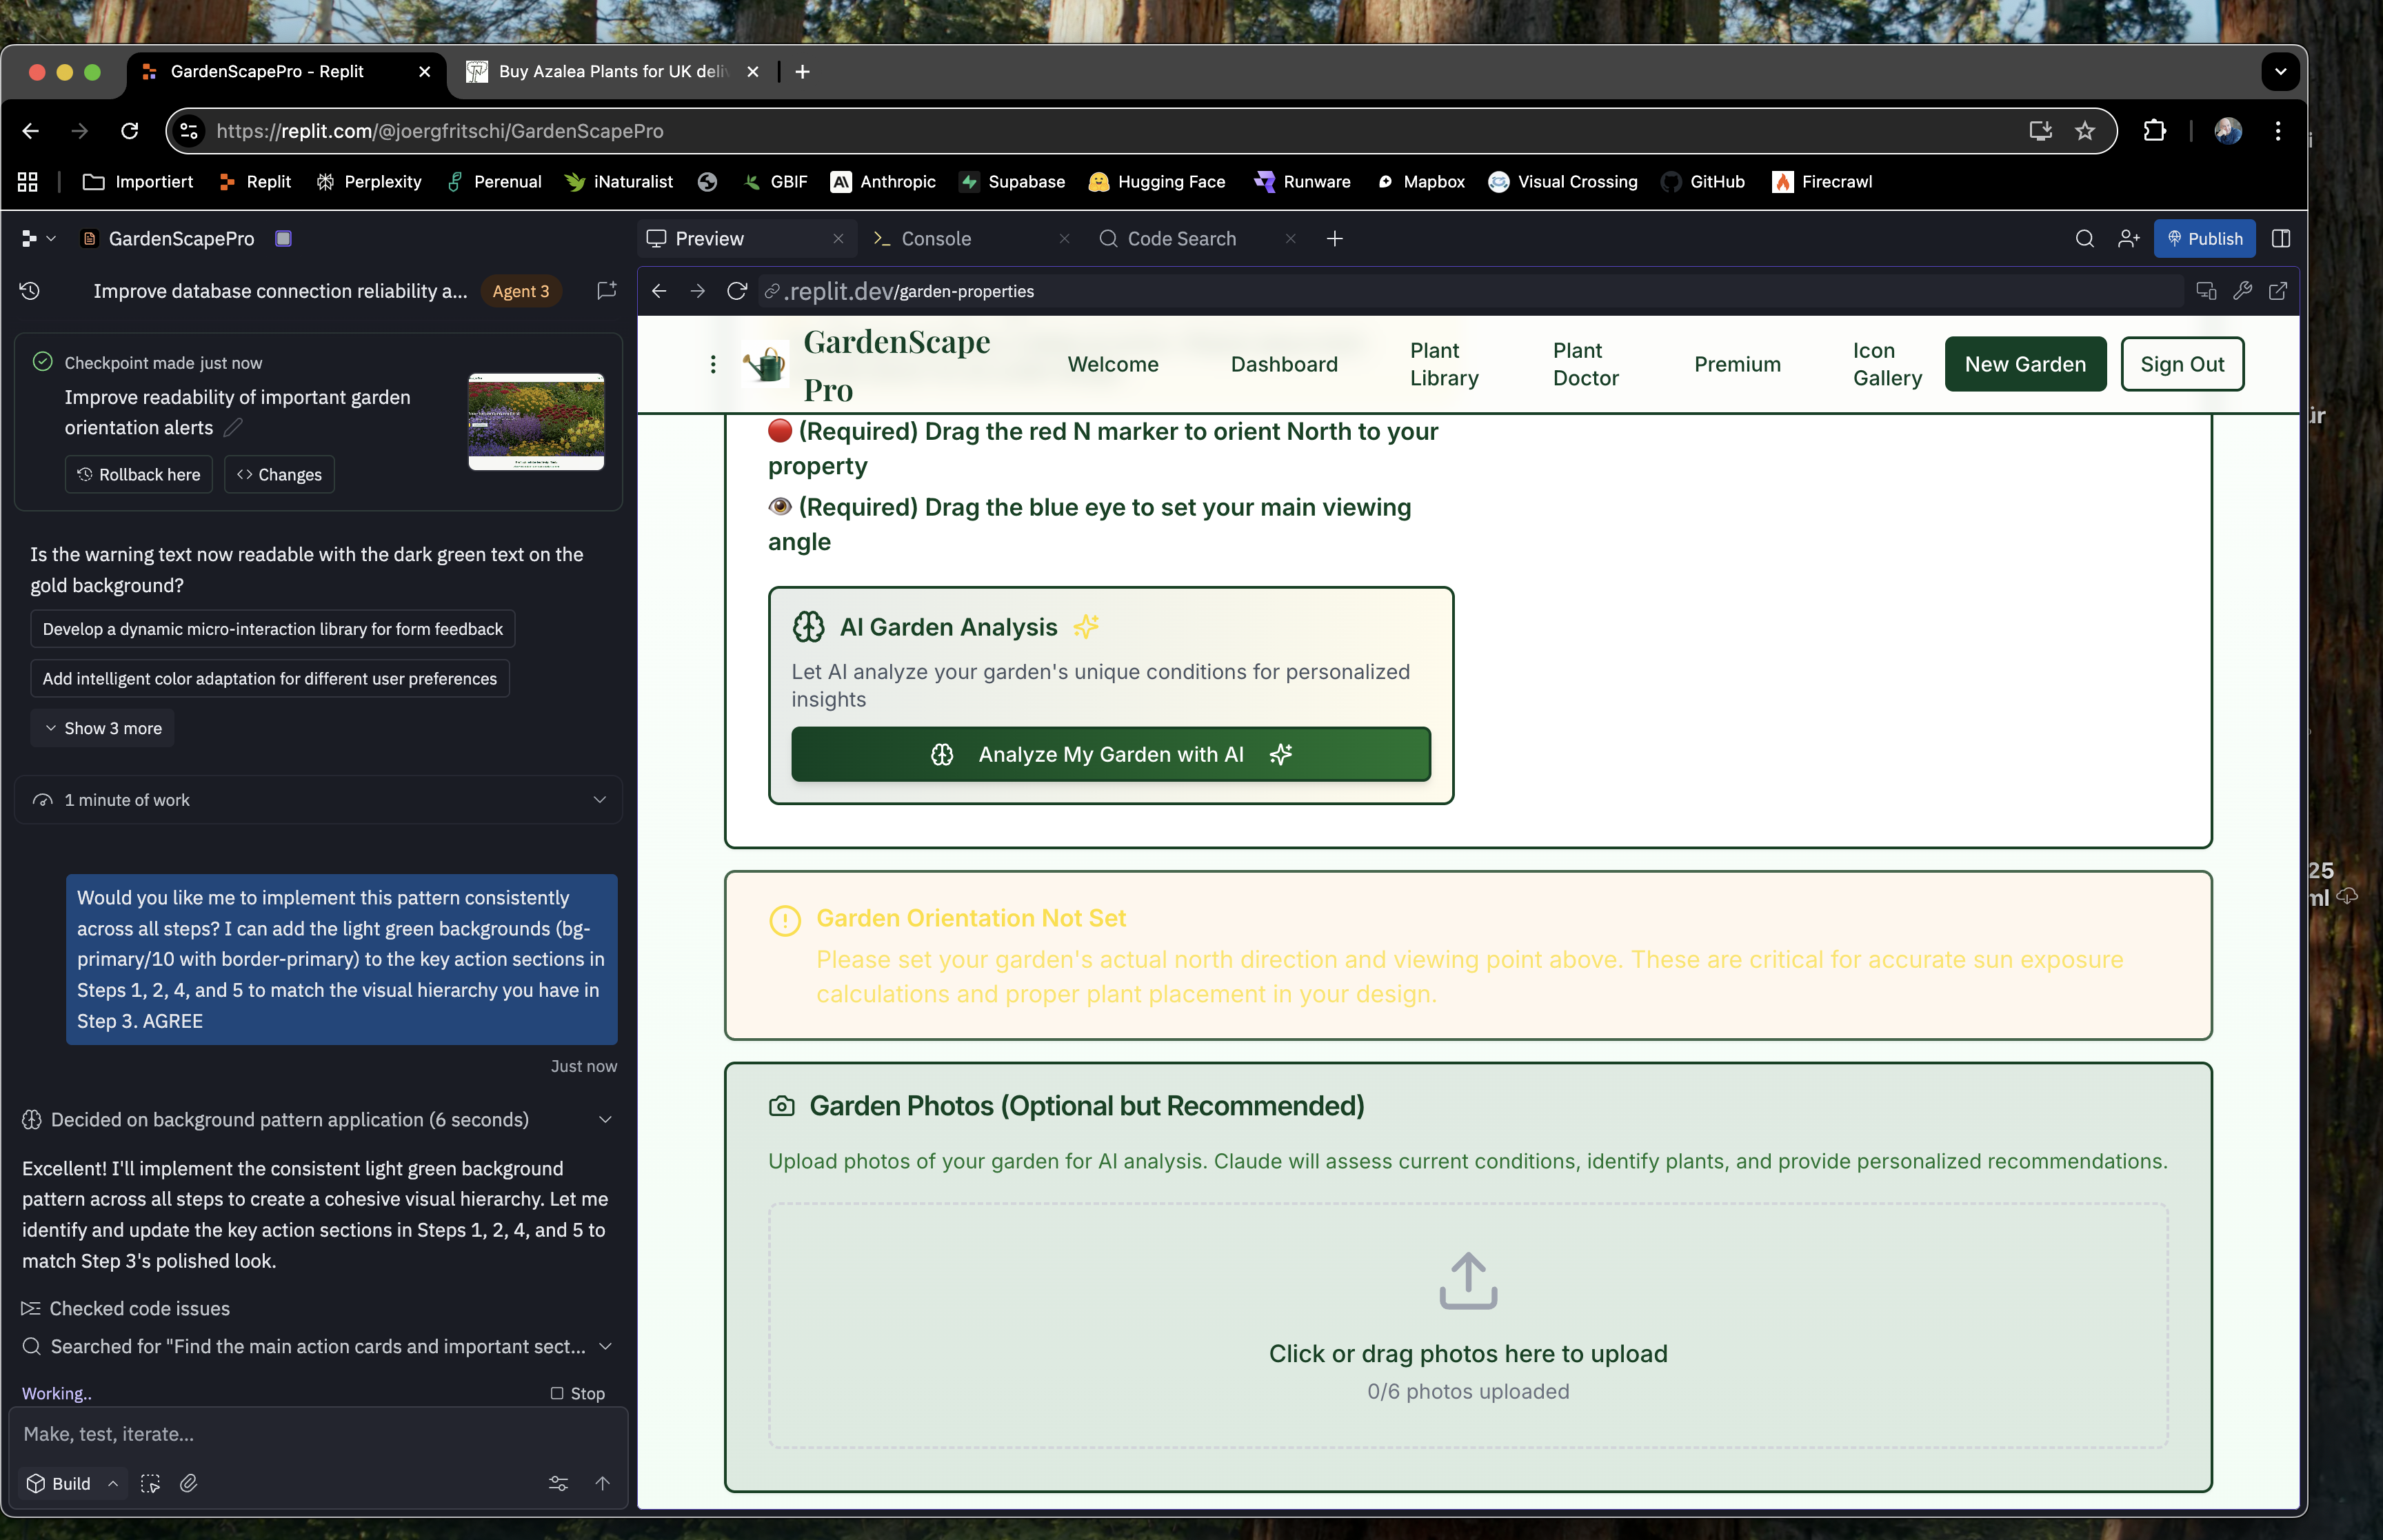 GardenScapePro - Replit
Buy Azalea Plants for UK deli
https://replit.com/@joergfritschi/GardenScapePro
Importiert
Replit
Perplexity
Perenual
iNaturalist
GBIF
Anthropic
Supabase
Hugging Face
Runware
Mapbox
Visual Crossing
GitHub
Firecrawl
GardenScapePro
Improve database connection reliability a...
Agent 3
Checkpoint made just now
Improve readability of important garden
orientation alerts
Rollback here
Changes
Is the warning text now readable with the dark green text on the
gold background?
Develop a dynamic micro-interaction library for form feedback
Add intelligent color adaptation for different user preferences
Show 3 more
1 minute of work
Would you like me to implement this pattern consistently
across all steps? I can add the light green backgrounds (bg-
primary/10 with border-primary) to the key action sections in
Steps 1, 2, 4, and 5 to match the visual hierarchy you have in
Step 3. AGREE
Just now
Decided on background pattern application (6 seconds)
Excellent! I'll implement the consistent light green background
pattern across all steps to create a cohesive visual hierarchy. Let me
identify and update the key action sections in Steps 1, 2, 4, and 5 to
match Step 3's polished look.
Checked code issues
Searched for "Find the main action cards and important sect...
Working..
Stop
Make, test, iterate...
Build
Preview
Console
Code Search
Publish
.replit.dev/garden-properties
GardenScape
Pro
Welcome
Dashboard
Plant
Library
Plant
Doctor
Premium
Icon
Gallery
New Garden
Sign Out
(Required) Drag the red N marker to orient North to your
property
(Required) Drag the blue eye to set your main viewing
angle
AI Garden Analysis
Let AI analyze your garden's unique conditions for personalized
insights
Analyze My Garden with AI
Garden Orientation Not Set
Please set your garden's actual north direction and viewing point above. These are critical for accurate sun exposure
calculations and proper plant placement in your design.
Garden Photos (Optional but Recommended)
Upload photos of your garden for AI analysis. Claude will assess current conditions, identify plants, and provide personalized recommendations.
Click or drag photos here to upload
0/6 photos uploaded
25
ml